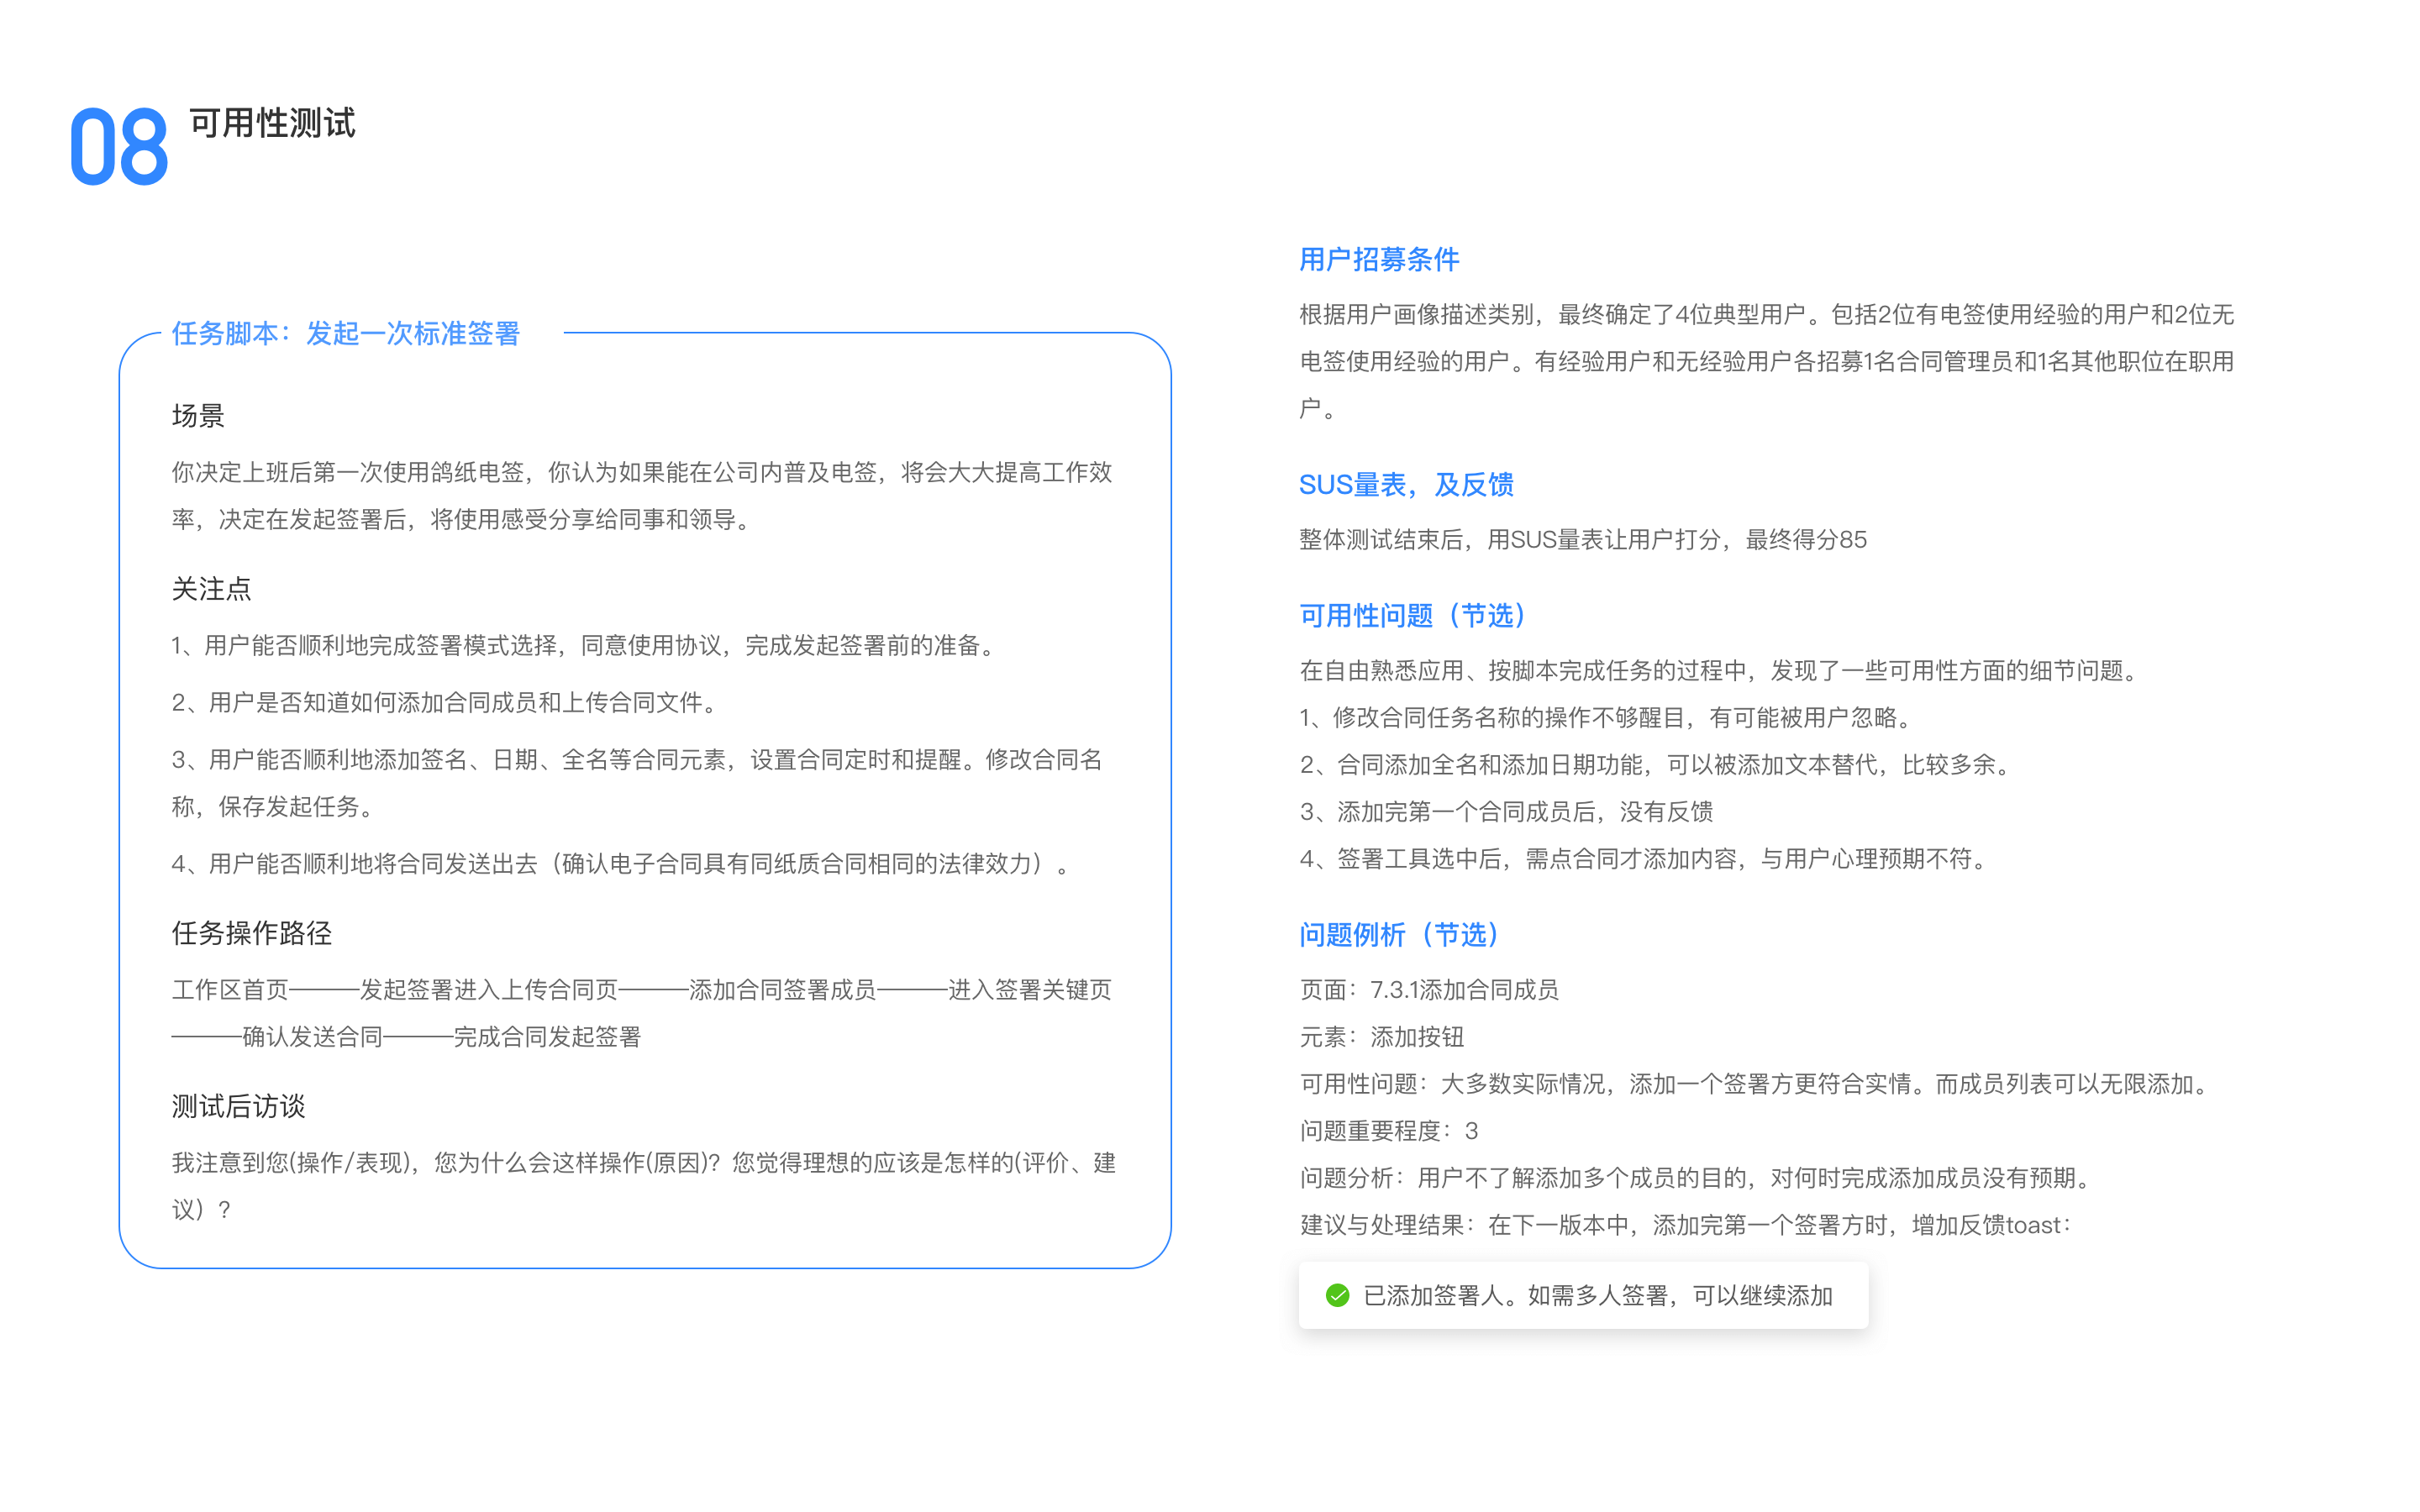 08 可用性测试
任务脚本：发起一次标准签署
场景
你决定上班后第一次使用鸽纸电签，你认为如果能在公司内普及电签，将会大大提高工作效
率，决定在发起签署后，将使用感受分享给同事和领导。
关注点
1、用户能否顺利地完成签署模式选择，同意使用协议，完成发起签署前的准备。
2、用户是否知道如何添加合同成员和上传合同文件。
3、用户能否顺利地添加签名、日期、全名等合同元素，设置合同定时和提醒。修改合同名
称，保存发起任务。
4、用户能否顺利地将合同发送出去（确认电子合同具有同纸质合同相同的法律效力）。
任务操作路径
工作区首页———发起签署进入上传合同页———添加合同签署成员———进入签署关键页
———确认发送合同———完成合同发起签署
测试后访谈
我注意到您(操作/表现)，您为什么会这样操作(原因)？您觉得理想的应该是怎样的(评价、建
议）?
用户招募条件
根据用户画像描述类别，最终确定了4位典型用户。包括2位有电签使用经验的用户和2位无
电签使用经验的用户。有经验用户和无经验用户各招募1名合同管理员和1名其他职位在职用
户。
SUS量表，及反馈
整体测试结束后，用SUS量表让用户打分，最终得分85
可用性问题（节选）
在自由熟悉应用、按脚本完成任务的过程中，发现了一些可用性方面的细节问题。
1、修改合同任务名称的操作不够醒目，有可能被用户忽略。
2、合同添加全名和添加日期功能，可以被添加文本替代，比较多余。
3、添加完第一个合同成员后，没有反馈
4、签署工具选中后，需点合同才添加内容，与用户心理预期不符。
问题例析（节选）
页面：7.3.1添加合同成员
元素：添加按钮
可用性问题：大多数实际情况，添加一个签署方更符合实情。而成员列表可以无限添加。
问题重要程度：3
问题分析：用户不了解添加多个成员的目的，对何时完成添加成员没有预期。
建议与处理结果：在下一版本中，添加完第一个签署方时，增加反馈toast：
已添加签署人。如需多人签署，可以继续添加